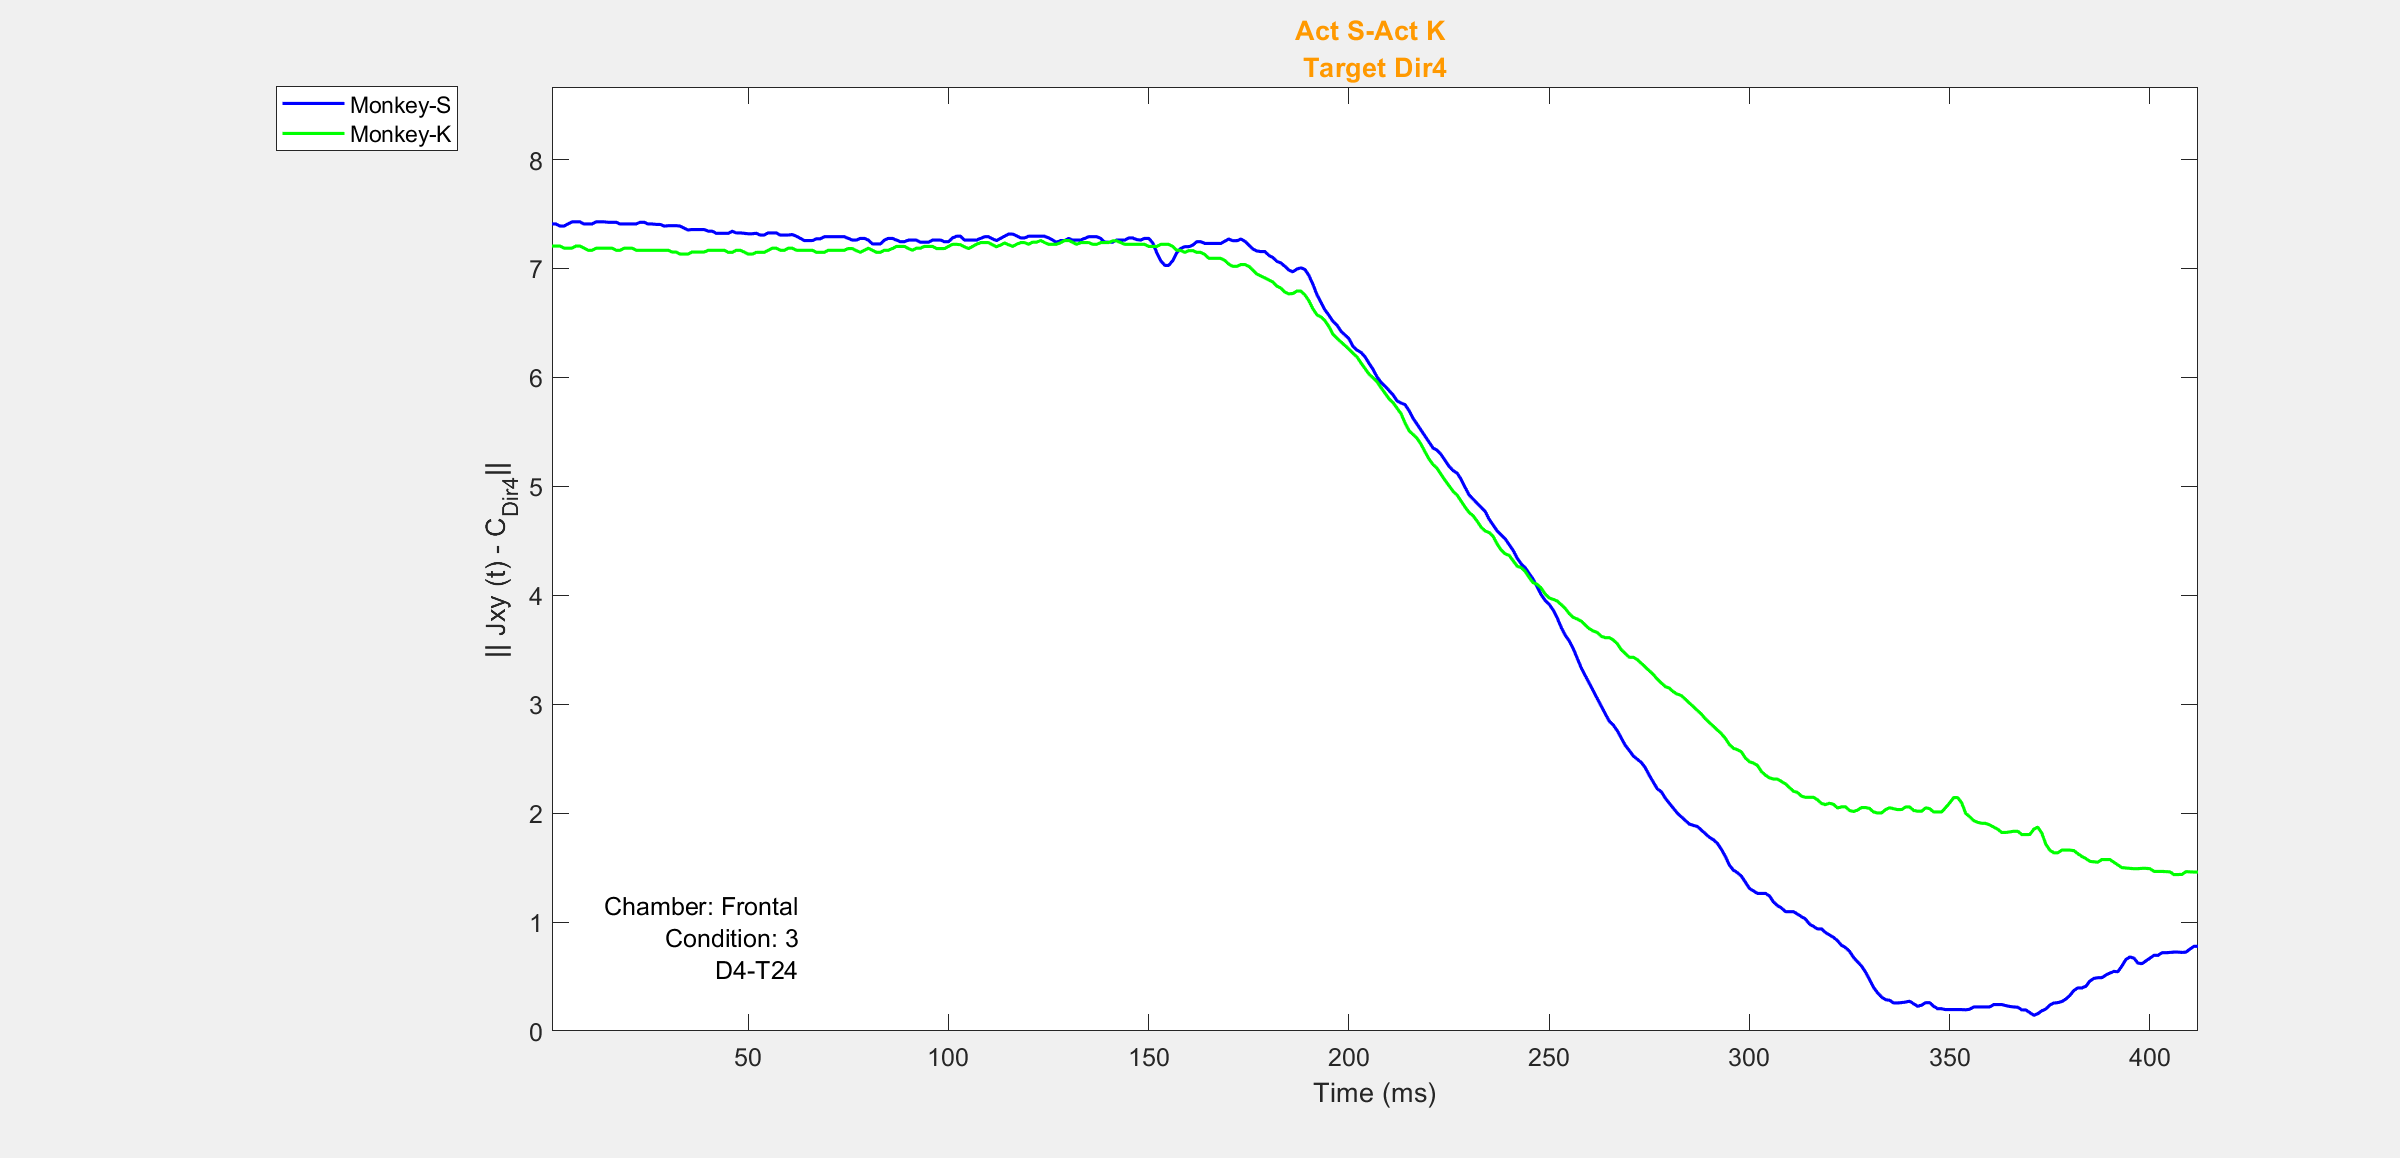 Act S-Act K
Target Dir4
Monkey-S
Monkey-K
8
7
6
5
4
3
2
1
0
|| Jxy (t) - C_Dir4||
Chamber: Frontal
Condition: 3
D4-T24
50 100 150 200 250 300 350 400
Time (ms)